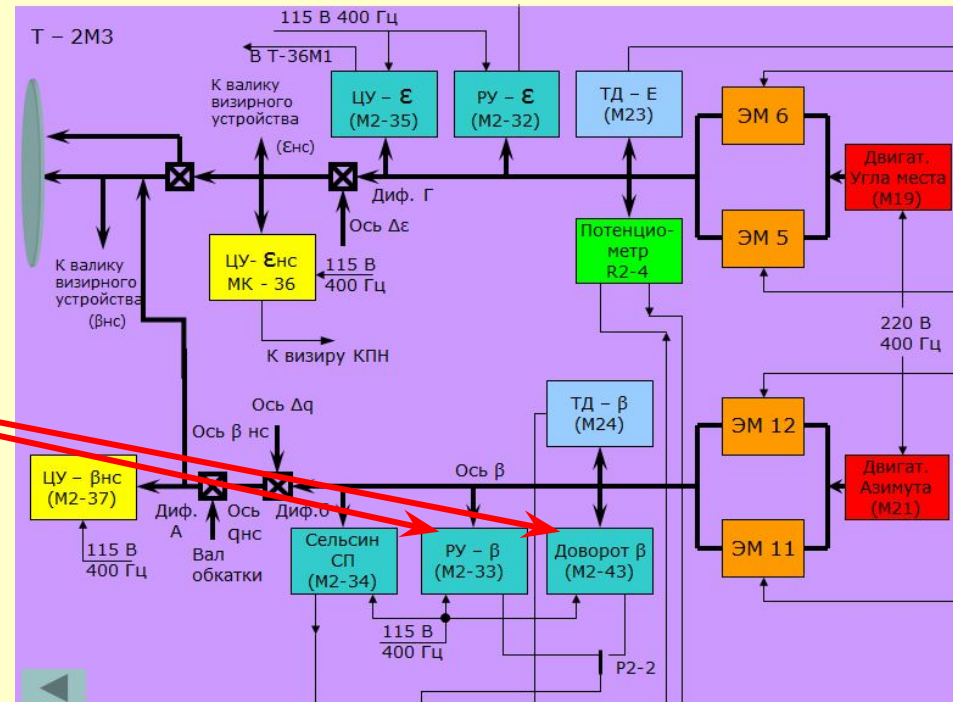 115 В 400 Гц
Т – 2М3
В Т-36М1
К валику
визирного
устройства
(εнс)
ЦУ – ε
(М2-35)
РУ – ε
(М2-32)
ТД – Е
(М23)
ЭМ 6
Двигат.
Угла места
(М19)
ЭМ 5
Диф. Г
Ось Δε
Потенцио-
метр
R2-4
ЦУ- εнс
МК - 36
115 В
400 Гц
К валику
визирного
устройства
(βнс)
К визиру КПН
220 В
400 Гц
Ось Δq
Ось β нс
ТД – β
(М24)
ЭМ 12
Ось β
Двигат.
Азимута
(М21)
ЭМ 11
ЦУ – βнс
(М2-37)
Диф.
А
Ось
qнс
Диф.о
Вал
обкатки
115 В
400 Гц
Сельсин
СП
(М2-34)
РУ – β
(М2-33)
Доворот β
(М2-43)
115 В
400 Гц
Р2-2